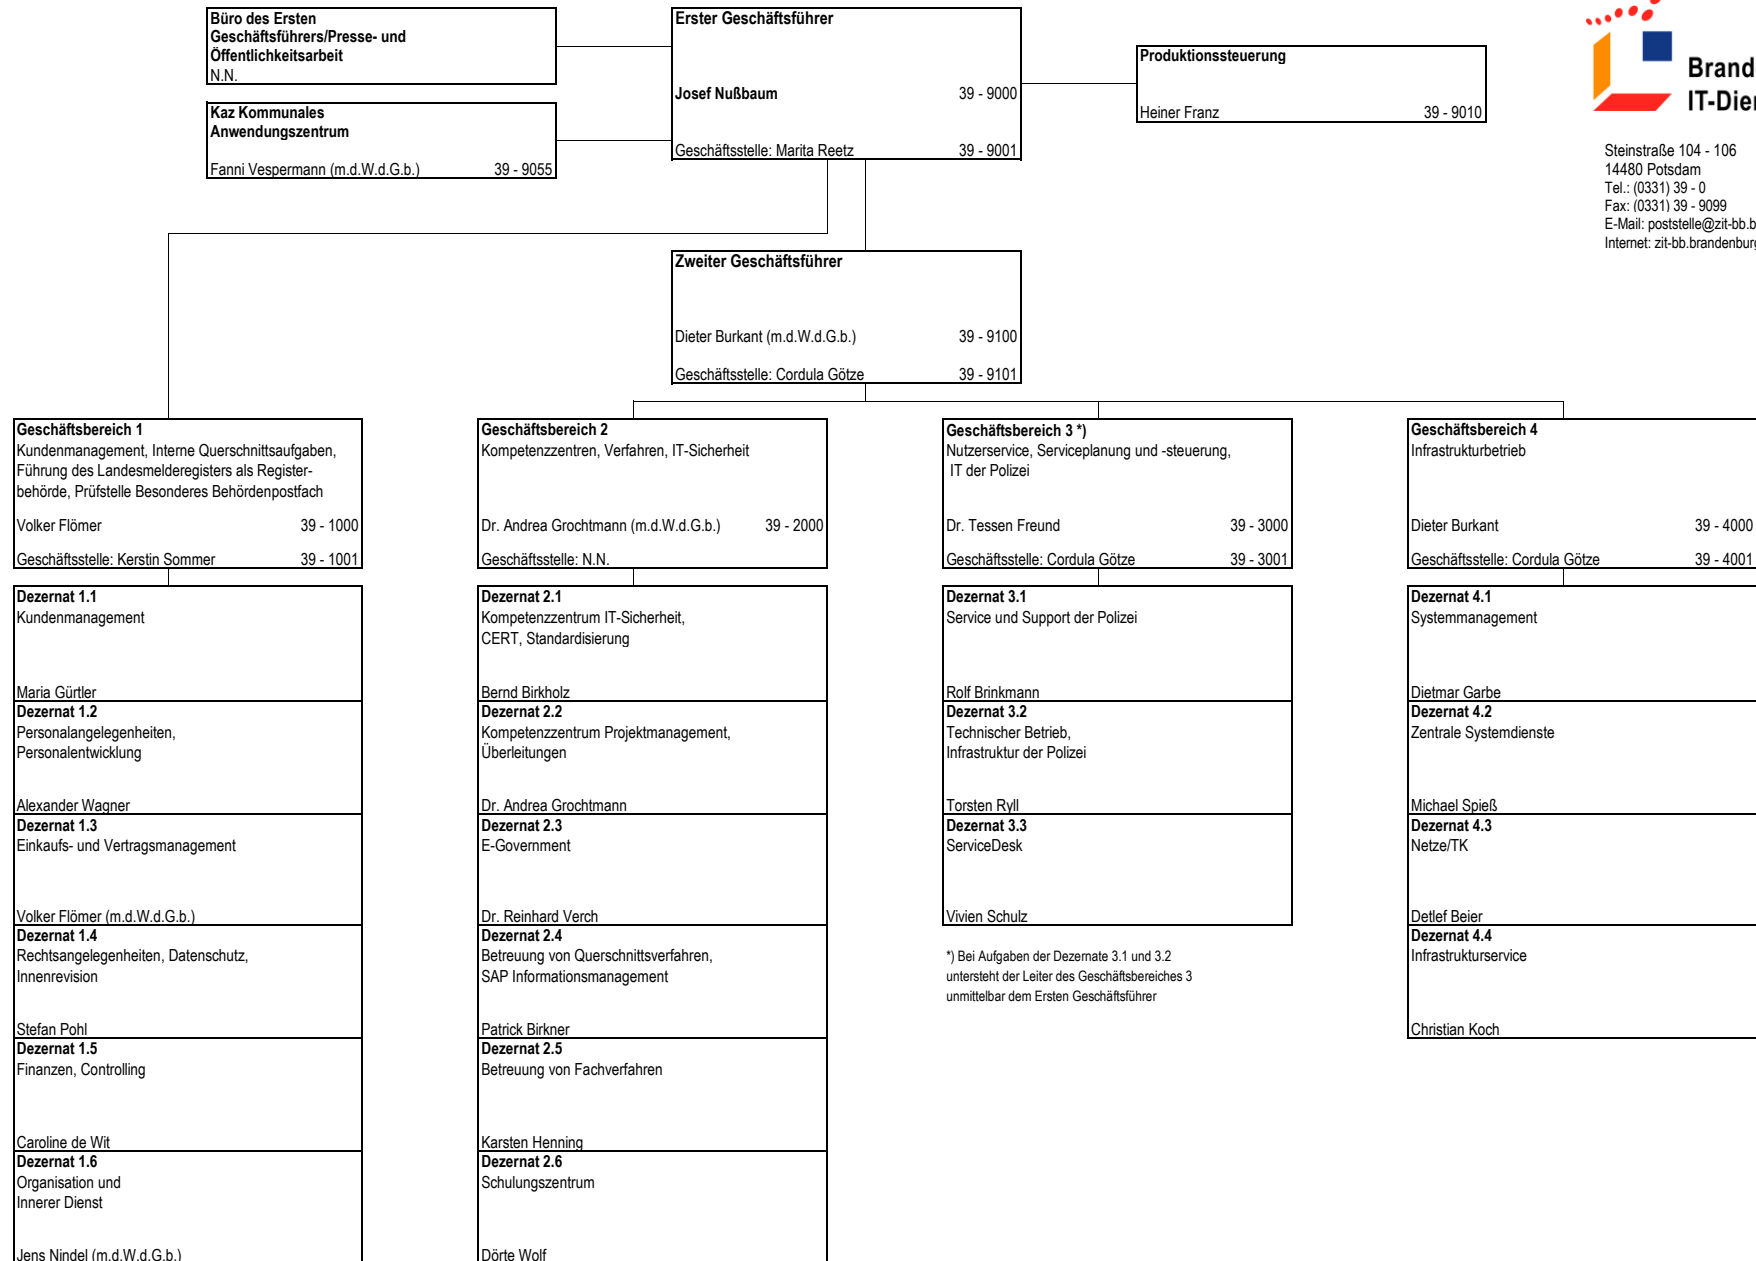 Büro des Ersten
Geschäftsführers/Presse- und
Öffentlichkeitsarbeit
N.N.
Kaz Kommunales
Anwendungszentrum
Fanni Vespermann (m.d.W.d.G.b.) 39 - 9055
Erster Geschäftsführer
Josef Nußbaum 39 - 9000
Geschäftsstelle: Marita Reetz 39 - 9001
Produktionssteuerung
Heiner Franz 39 - 9010
Brand
IT-Dier
Steinstraße 104 - 106
14480 Potsdam
Tel.: (0331) 39 - 0
Fax: (0331) 39 - 9099
E-Mail: poststelle@zit-bb.b
Internet: zit-bb.brandenburg
Zweiter Geschäftsführer
Dieter Burkant (m.d.W.d.G.b.) 39 - 9100
Geschäftsstelle: Cordula Götze 39 - 9101
Geschäftsbereich 1
Kundenmanagement, Interne Querschnittsaufgaben,
Führung des Landesmelderegisters als Register-
behörde, Prüfstelle Besonderes Behördenpostfach
Volker Flömer 39 - 1000
Geschäftsstelle: Kerstin Sommer 39 - 1001
Dezernat 1.1
Kundenmanagement
Maria Gürtler
Dezernat 1.2
Personalangelegenheiten,
Personalentwicklung
Alexander Wagner
Dezernat 1.3
Einkaufs- und Vertragsmanagement
Volker Flömer (m.d.W.d.G.b.)
Dezernat 1.4
Rechtsangelegenheiten, Datenschutz,
Innenrevision
Stefan Pohl
Dezernat 1.5
Finanzen, Controlling
Caroline de Wit
Dezernat 1.6
Organisation und
Innerer Dienst
Jens Nindel (m.d.W.d.G.b.)
Geschäftsbereich 2
Kompetenzzentren, Verfahren, IT-Sicherheit
Dr. Andrea Grochtmann (m.d.W.d.G.b.) 39 - 2000
Geschäftsstelle: N.N.
Dezernat 2.1
Kompetenzzentrum IT-Sicherheit,
CERT, Standardisierung
Bernd Birkholz
Dezernat 2.2
Kompetenzzentrum Projektmanagement,
Überleitungen
Dr. Andrea Grochtmann
Dezernat 2.3
E-Government
Dr. Reinhard Verch
Dezernat 2.4
Betreuung von Querschnittsverfahren,
SAP Informationsmanagement
Patrick Birkner
Dezernat 2.5
Betreuung von Fachverfahren
Karsten Henning
Dezernat 2.6
Schulungszentrum
Dörte Wolf
Geschäftsbereich 3 *)
Nutzerservice, Serviceplanung und -steuerung,
IT der Polizei
Dr. Tessen Freund 39 - 3000
Geschäftsstelle: Cordula Götze 39 - 3001
Dezernat 3.1
Service und Support der Polizei
Rolf Brinkmann
Dezernat 3.2
Technischer Betrieb,
Infrastruktur der Polizei
Torsten Ryll
Dezernat 3.3
ServiceDesk
Vivien Schulz
*) Bei Aufgaben der Dezernate 3.1 und 3.2
untersteht der Leiter des Geschäftsbereiches 3
unmittelbar dem Ersten Geschäftsführer
Geschäftsbereich 4
Infrastrukturbetrieb
Dieter Burkant 39 - 4000
Geschäftsstelle: Cordula Götze 39 - 4001
Dezernat 4.1
Systemmanagement
Dietmar Garbe
Dezernat 4.2
Zentrale Systemdienste
Michael Spieß
Dezernat 4.3
Netze/TK
Detlef Beier
Dezernat 4.4
Infrastrukturservice
Christian Koch